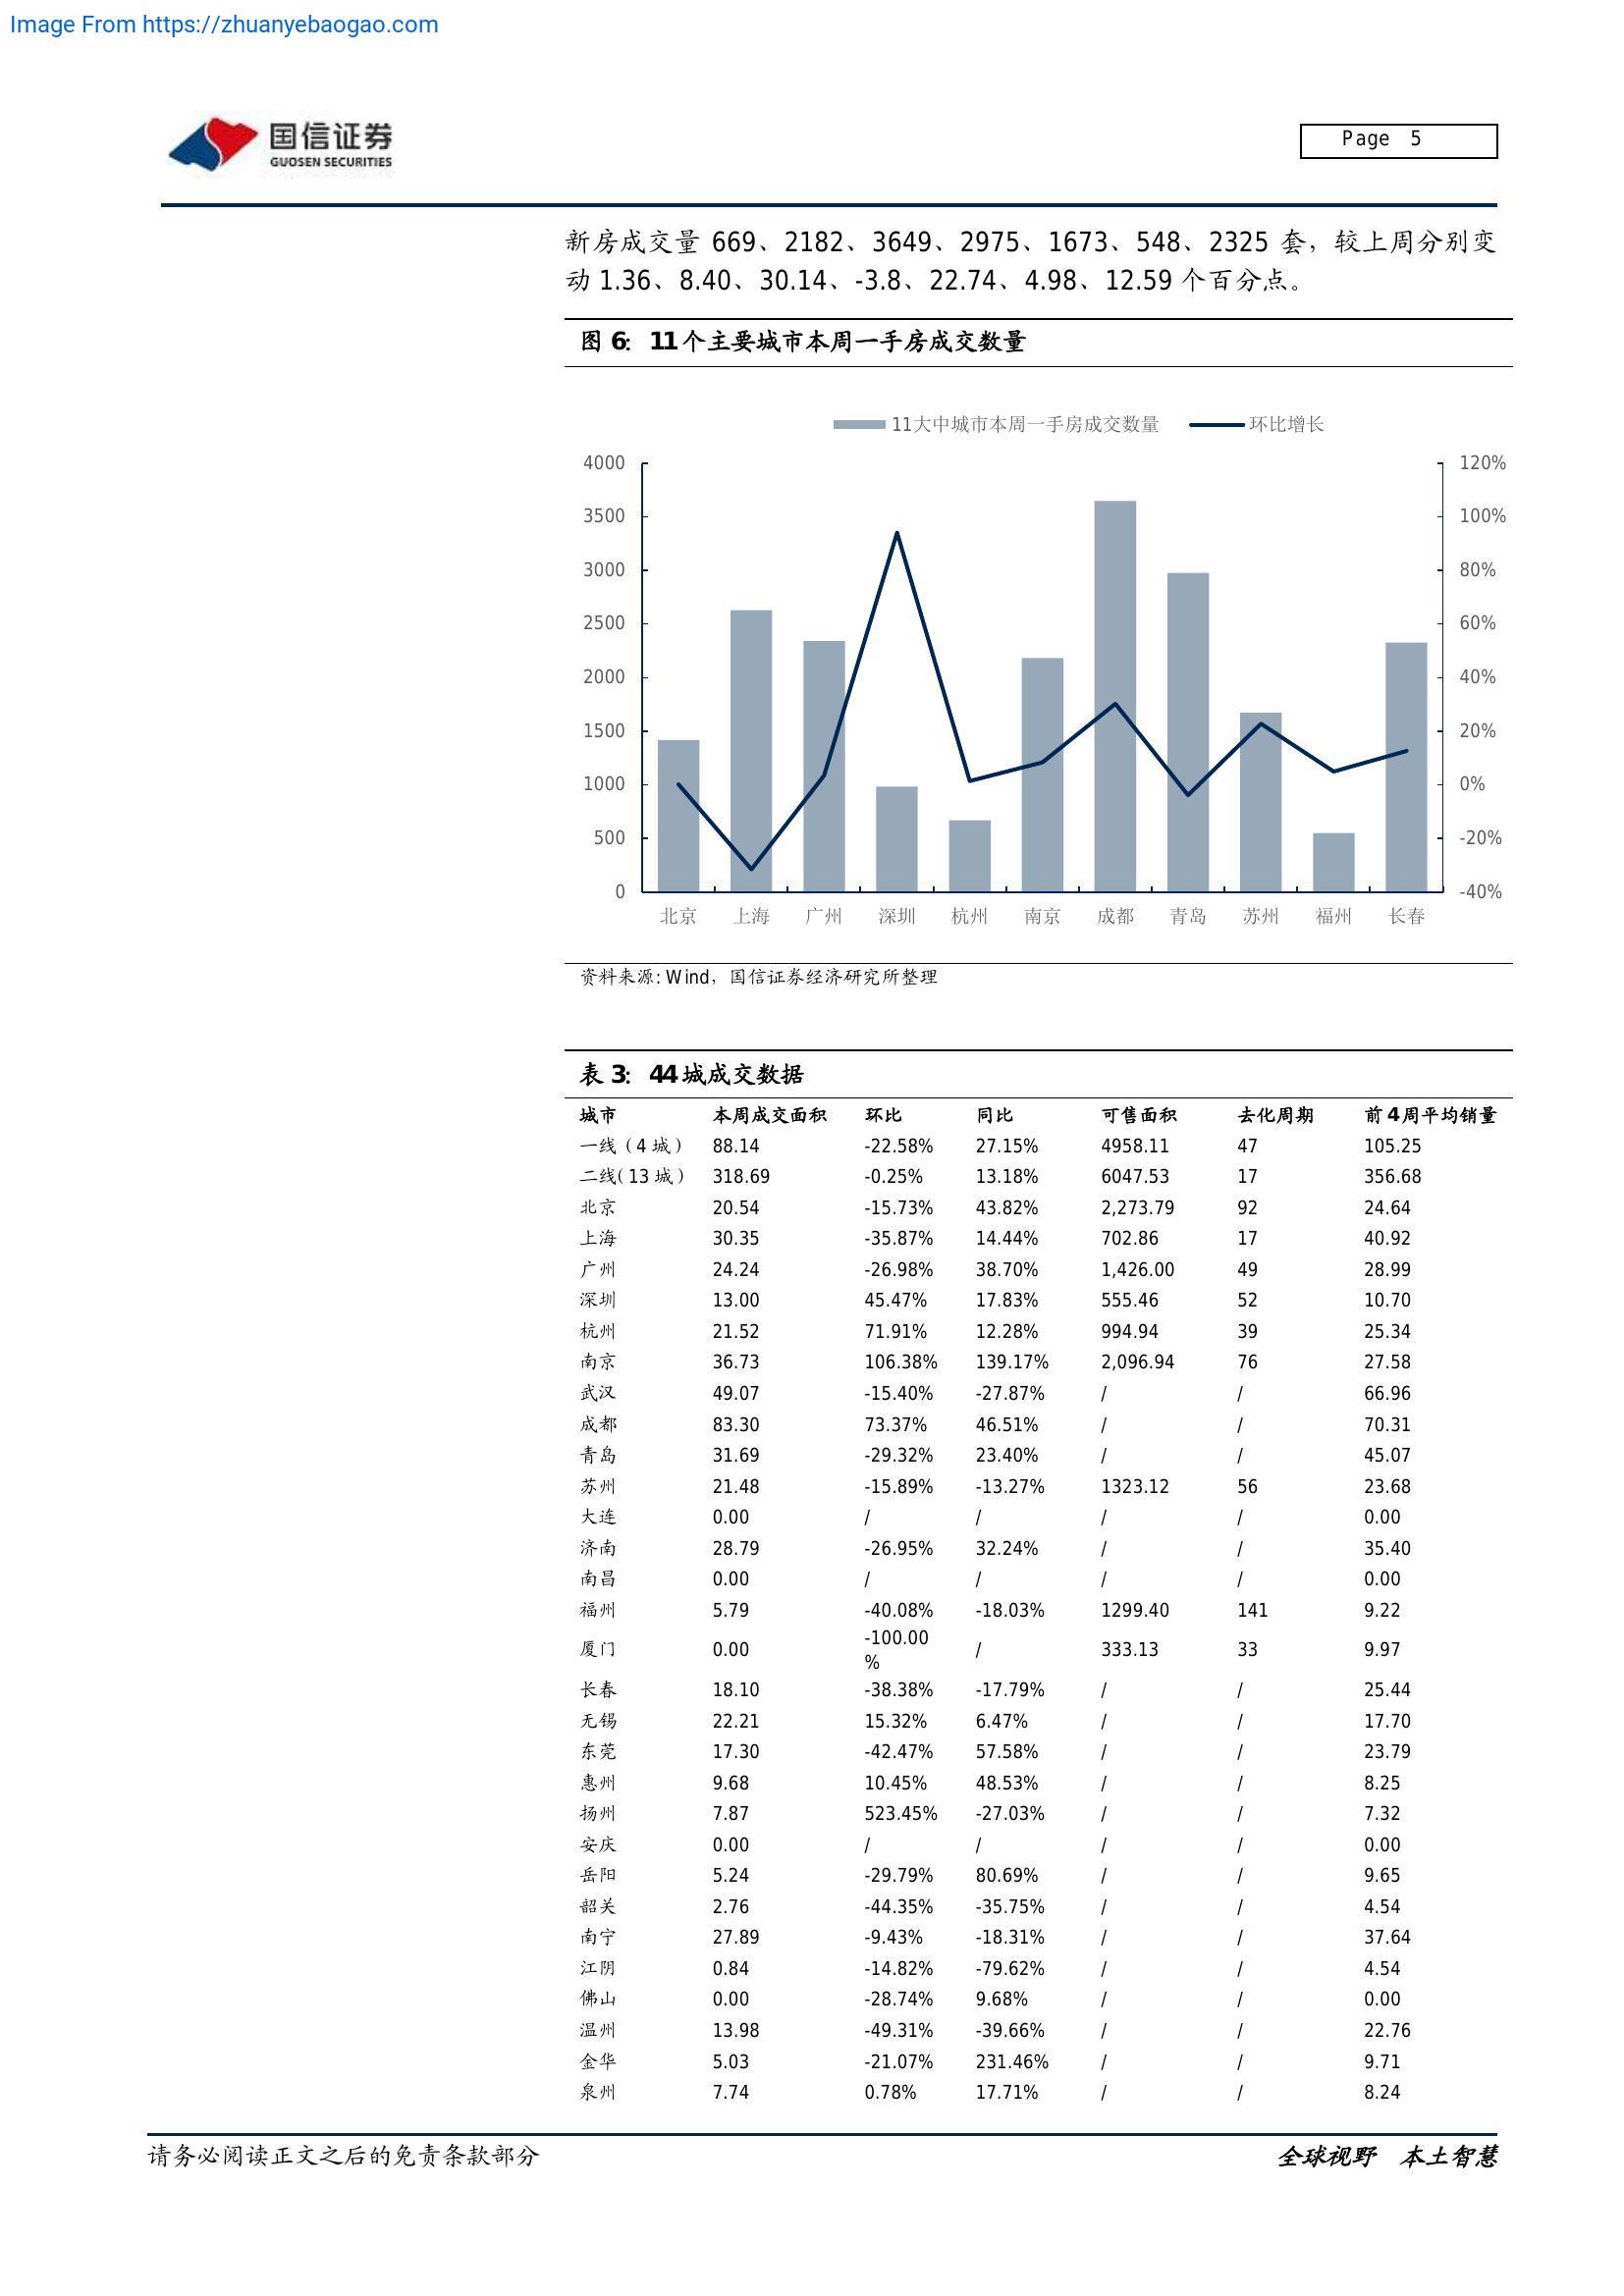 Image From https://zhuanyebaogao.com
国信证券
GUOSEN SECURITIES
Page 5
新房成交量 669、2182、3649、2975、1673、548、2325 套，较上周分别变
动 1.36、8.40、30.14、-3.8、22.74、4.98、12.59 个百分点。
图 6：11个主要城市本周一手房成交数量
11大中城市本周一手房成交数量 环比增长
4000 120%
3500 100%
3000 80%
2500 60%
2000 40%
1500 20%
1000 0%
500 -20%
0 -40%
北京 上海 广州 深圳 杭州 南京 成都 青岛 苏州 福州 长春
资料来源: Wind，国信证券经济研究所整理
表 3：44城成交数据
城市 本周成交面积 环比 同比 可售面积 去化周期 前4周平均销量
一线（4 城） 88.14 -22.58% 27.15% 4958.11 47 105.25
二线(13 城） 318.69 -0.25% 13.18% 6047.53 17 356.68
北京 20.54 -15.73% 43.82% 2,273.79 92 24.64
上海 30.35 -35.87% 14.44% 702.86 17 40.92
广州 24.24 -26.98% 38.70% 1,426.00 49 28.99
深圳 13.00 45.47% 17.83% 555.46 52 10.70
杭州 21.52 71.91% 12.28% 994.94 39 25.34
南京 36.73 106.38% 139.17% 2,096.94 76 27.58
武汉 49.07 -15.40% -27.87% / / 66.96
成都 83.30 73.37% 46.51% / / 70.31
青岛 31.69 -29.32% 23.40% / / 45.07
苏州 21.48 -15.89% -13.27% 1323.12 56 23.68
大连 0.00 / / / / 0.00
济南 28.79 -26.95% 32.24% / / 35.40
南昌 0.00 / / / / 0.00
福州 5.79 -40.08% -18.03% 1299.40 141 9.22
厦门 0.00 -100.00% / 333.13 33 9.97
长春 18.10 -38.38% -17.79% / / 25.44
无锡 22.21 15.32% 6.47% / / 17.70
东莞 17.30 -42.47% 57.58% / / 23.79
惠州 9.68 10.45% 48.53% / / 8.25
扬州 7.87 523.45% -27.03% / / 7.32
安庆 0.00 / / / / 0.00
岳阳 5.24 -29.79% 80.69% / / 9.65
韶关 2.76 -44.35% -35.75% / / 4.54
南宁 27.89 -9.43% -18.31% / / 37.64
江阴 0.84 -14.82% -79.62% / / 4.54
佛山 0.00 -28.74% 9.68% / / 0.00
温州 13.98 -49.31% -39.66% / / 22.76
金华 5.03 -21.07% 231.46% / / 9.71
泉州 7.74 0.78% 17.71% / / 8.24
请务必阅读正文之后的免责条款部分 全球视野 本土智慧